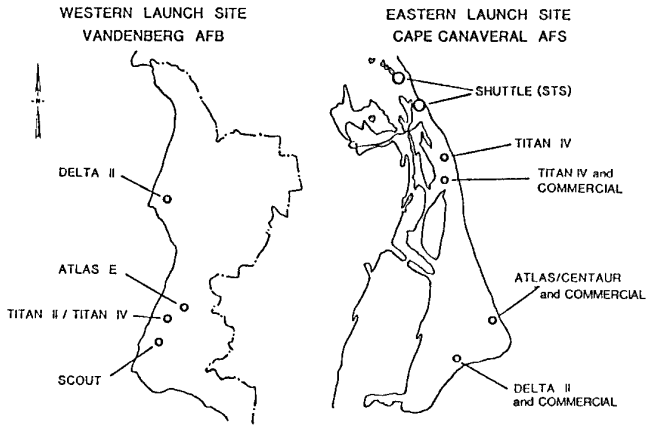 WESTERN LAUNCH SITE
VANDENBERG AFB
DELTA II
ATLAS E
TITAN II / TITAN IV
SCOUT
EASTERN LAUNCH SITE
CAPE CANAVERAL AFS
SHUTTLE (STS)
TITAN IV
TITAN IV and
COMMERCIAL
ATLAS/CENTAUR
and COMMERCIAL
DELTA II
and COMMERCIAL